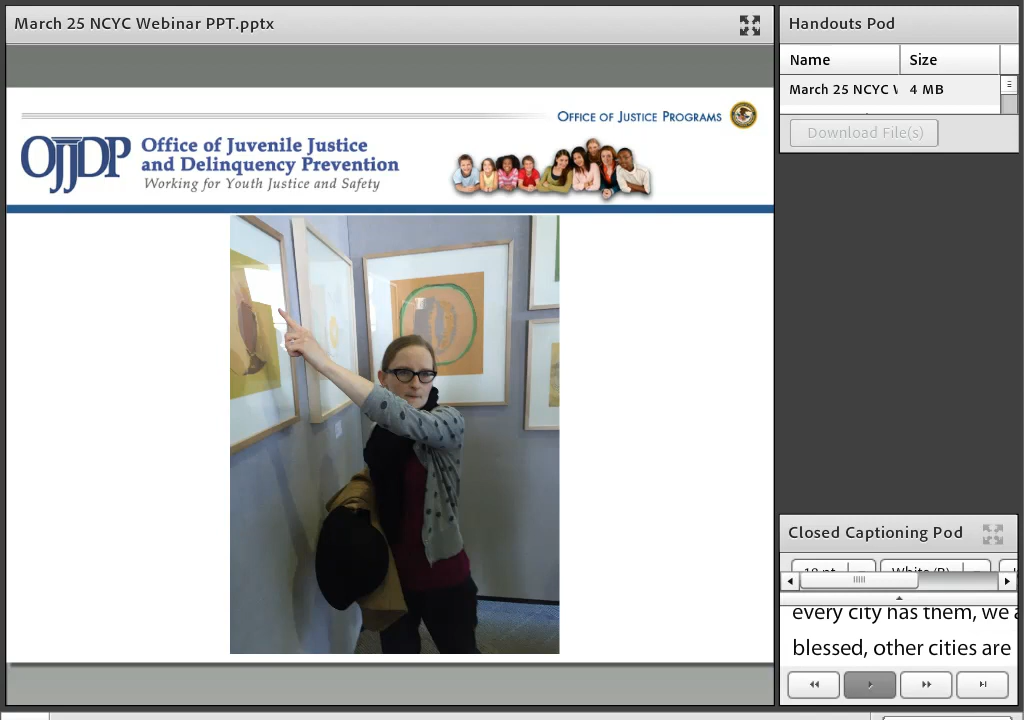 March 25 NCYC Webinar PPT.pptx
OFFICE OF JUSTICE PROGRAMS
OJJDP
Office of Juvenile Justice
and Delinquency Prevention
Working for Youth Justice and Safety
Handouts Pod
Name Size
March 25 NCYC 4 MB
Download File(s)
Closed Captioning Pod
every city has them, we
blessed, other cities are